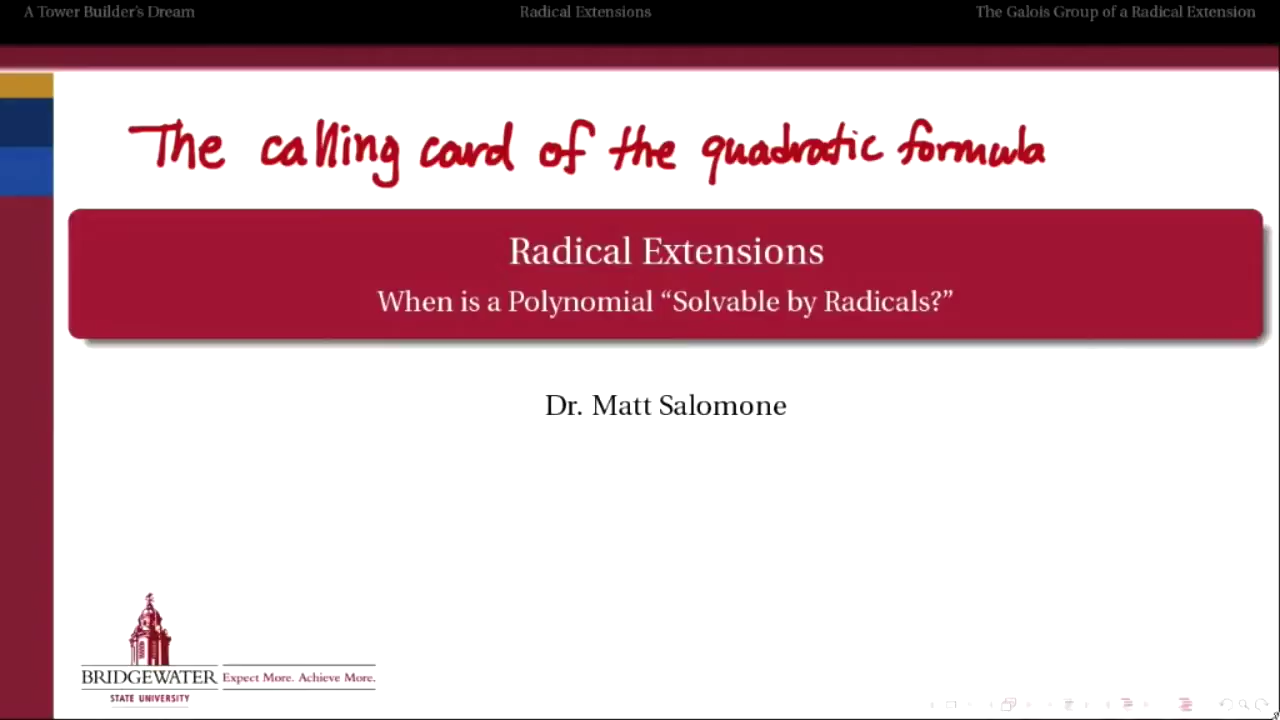 A Tower Builder's Dream Radical Extensions The Galois Group of a Radical Extension
The calling card of the quadratic formula
Radical Extensions
When is a Polynomial “Solvable by Radicals?”
Dr. Matt Salomone
BRIDGEWATER Expect More. Achieve More.
STATE UNIVERSITY